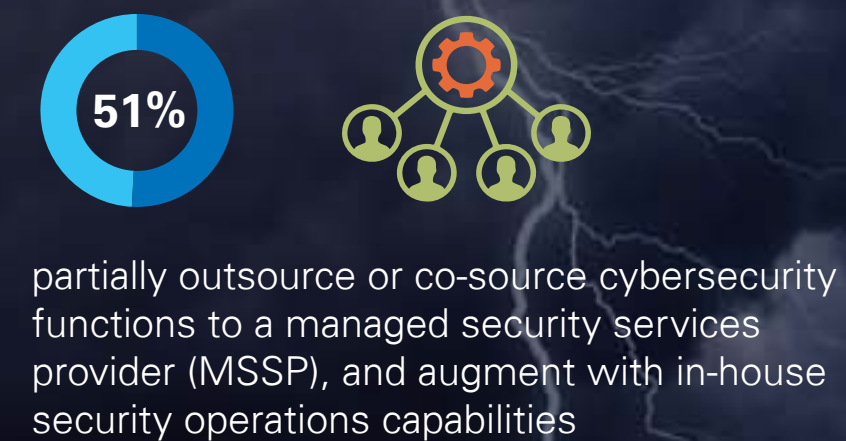 51%
partially outsource or co-source cybersecurity
functions to a managed security services
provider (MSSP), and augment with in-house
security operations capabilities